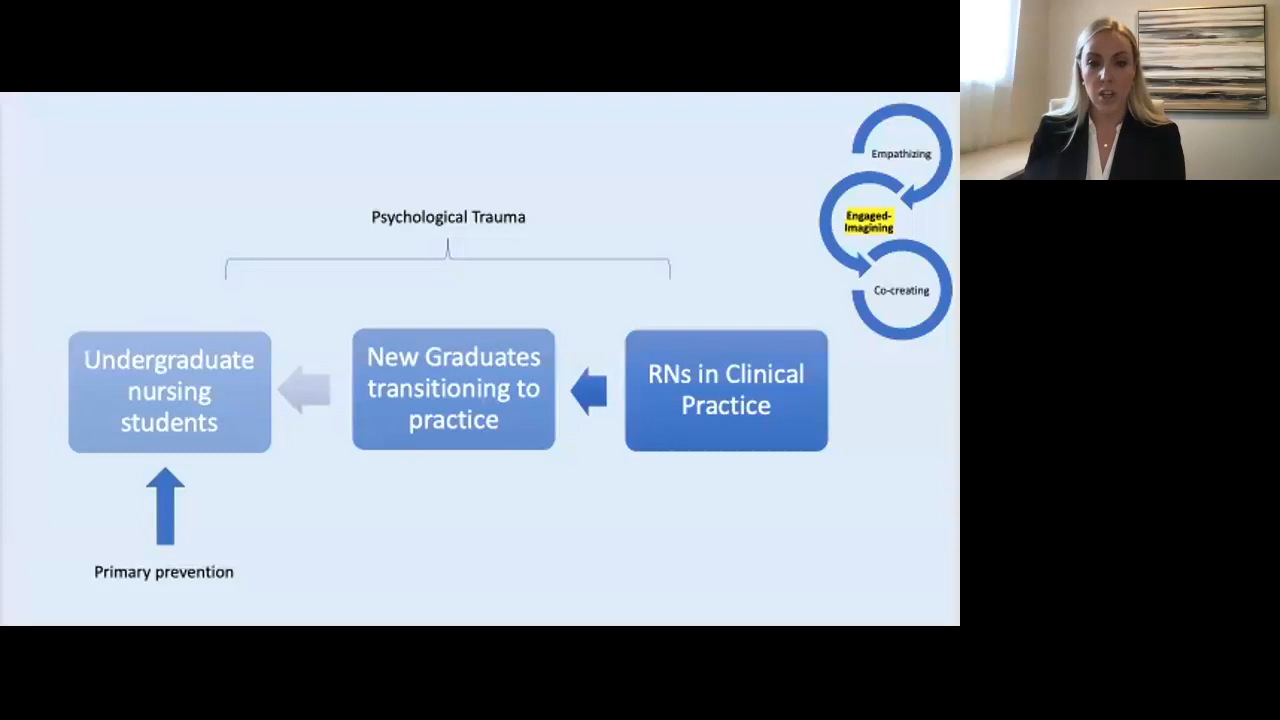 Empathizing
Engaged-
Imagining
Co-creating
Psychological Trauma
Undergraduate
nursing
students
New Graduates
transitioning to
practice
RNs in Clinical
Practice
Primary prevention